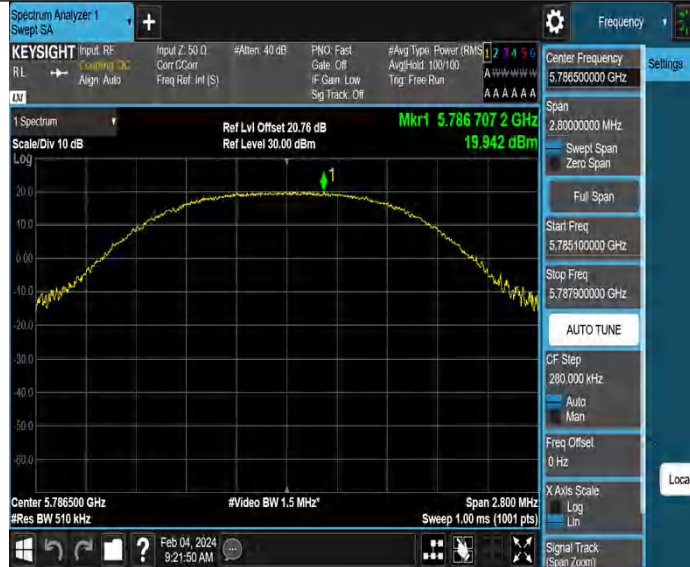 Spectrum Analyzer 1
Swept SA
+
Frequency
KEYSIGHT
RL
Input: RF
Coupling: DC
Align: Auto
Input Z: 50 Ω
Corr CCorr
Freq Ref: Int (S)
#Atten: 40 dB
PNO: Fast
Gate: Off
IF Gain: Low
Sig Track: Off
#Avg Type: Power (RMS
Avg|Hold: 100/100
Trig: Free Run
1 2 3 4 5 6
A W W W W W
A A A A A A
LXI
1 Spectrum
Scale/Div 10 dB
Ref Lvl Offset 20.76 dB
Ref Level 30.00 dBm
Mkr1 5.786 707 2 GHz
19.942 dBm
Log
1
20.0
10.0
0.00
-10.0
-20.0
-30.0
-40.0
-50.0
-60.0
Center 5.786500 GHz
#Res BW 510 kHz
#Video BW 1.5 MHz*
Span 2.800 MHz
Sweep 1.00 ms (1001 pts)
?
Feb 04, 2024
9:21:50 AM
Center Frequency
5.786500000 GHz
Span
2.80000000 MHz
Swept Span
Zero Span
Full Span
Start Freq
5.785100000 GHz
Stop Freq
5.787900000 GHz
AUTO TUNE
CF Step
280.000 kHz
Auto
Man
Freq Offset
0 Hz
X Axis Scale
Log
Lin
Signal Track
(Span Zoom)
Settings
Loca